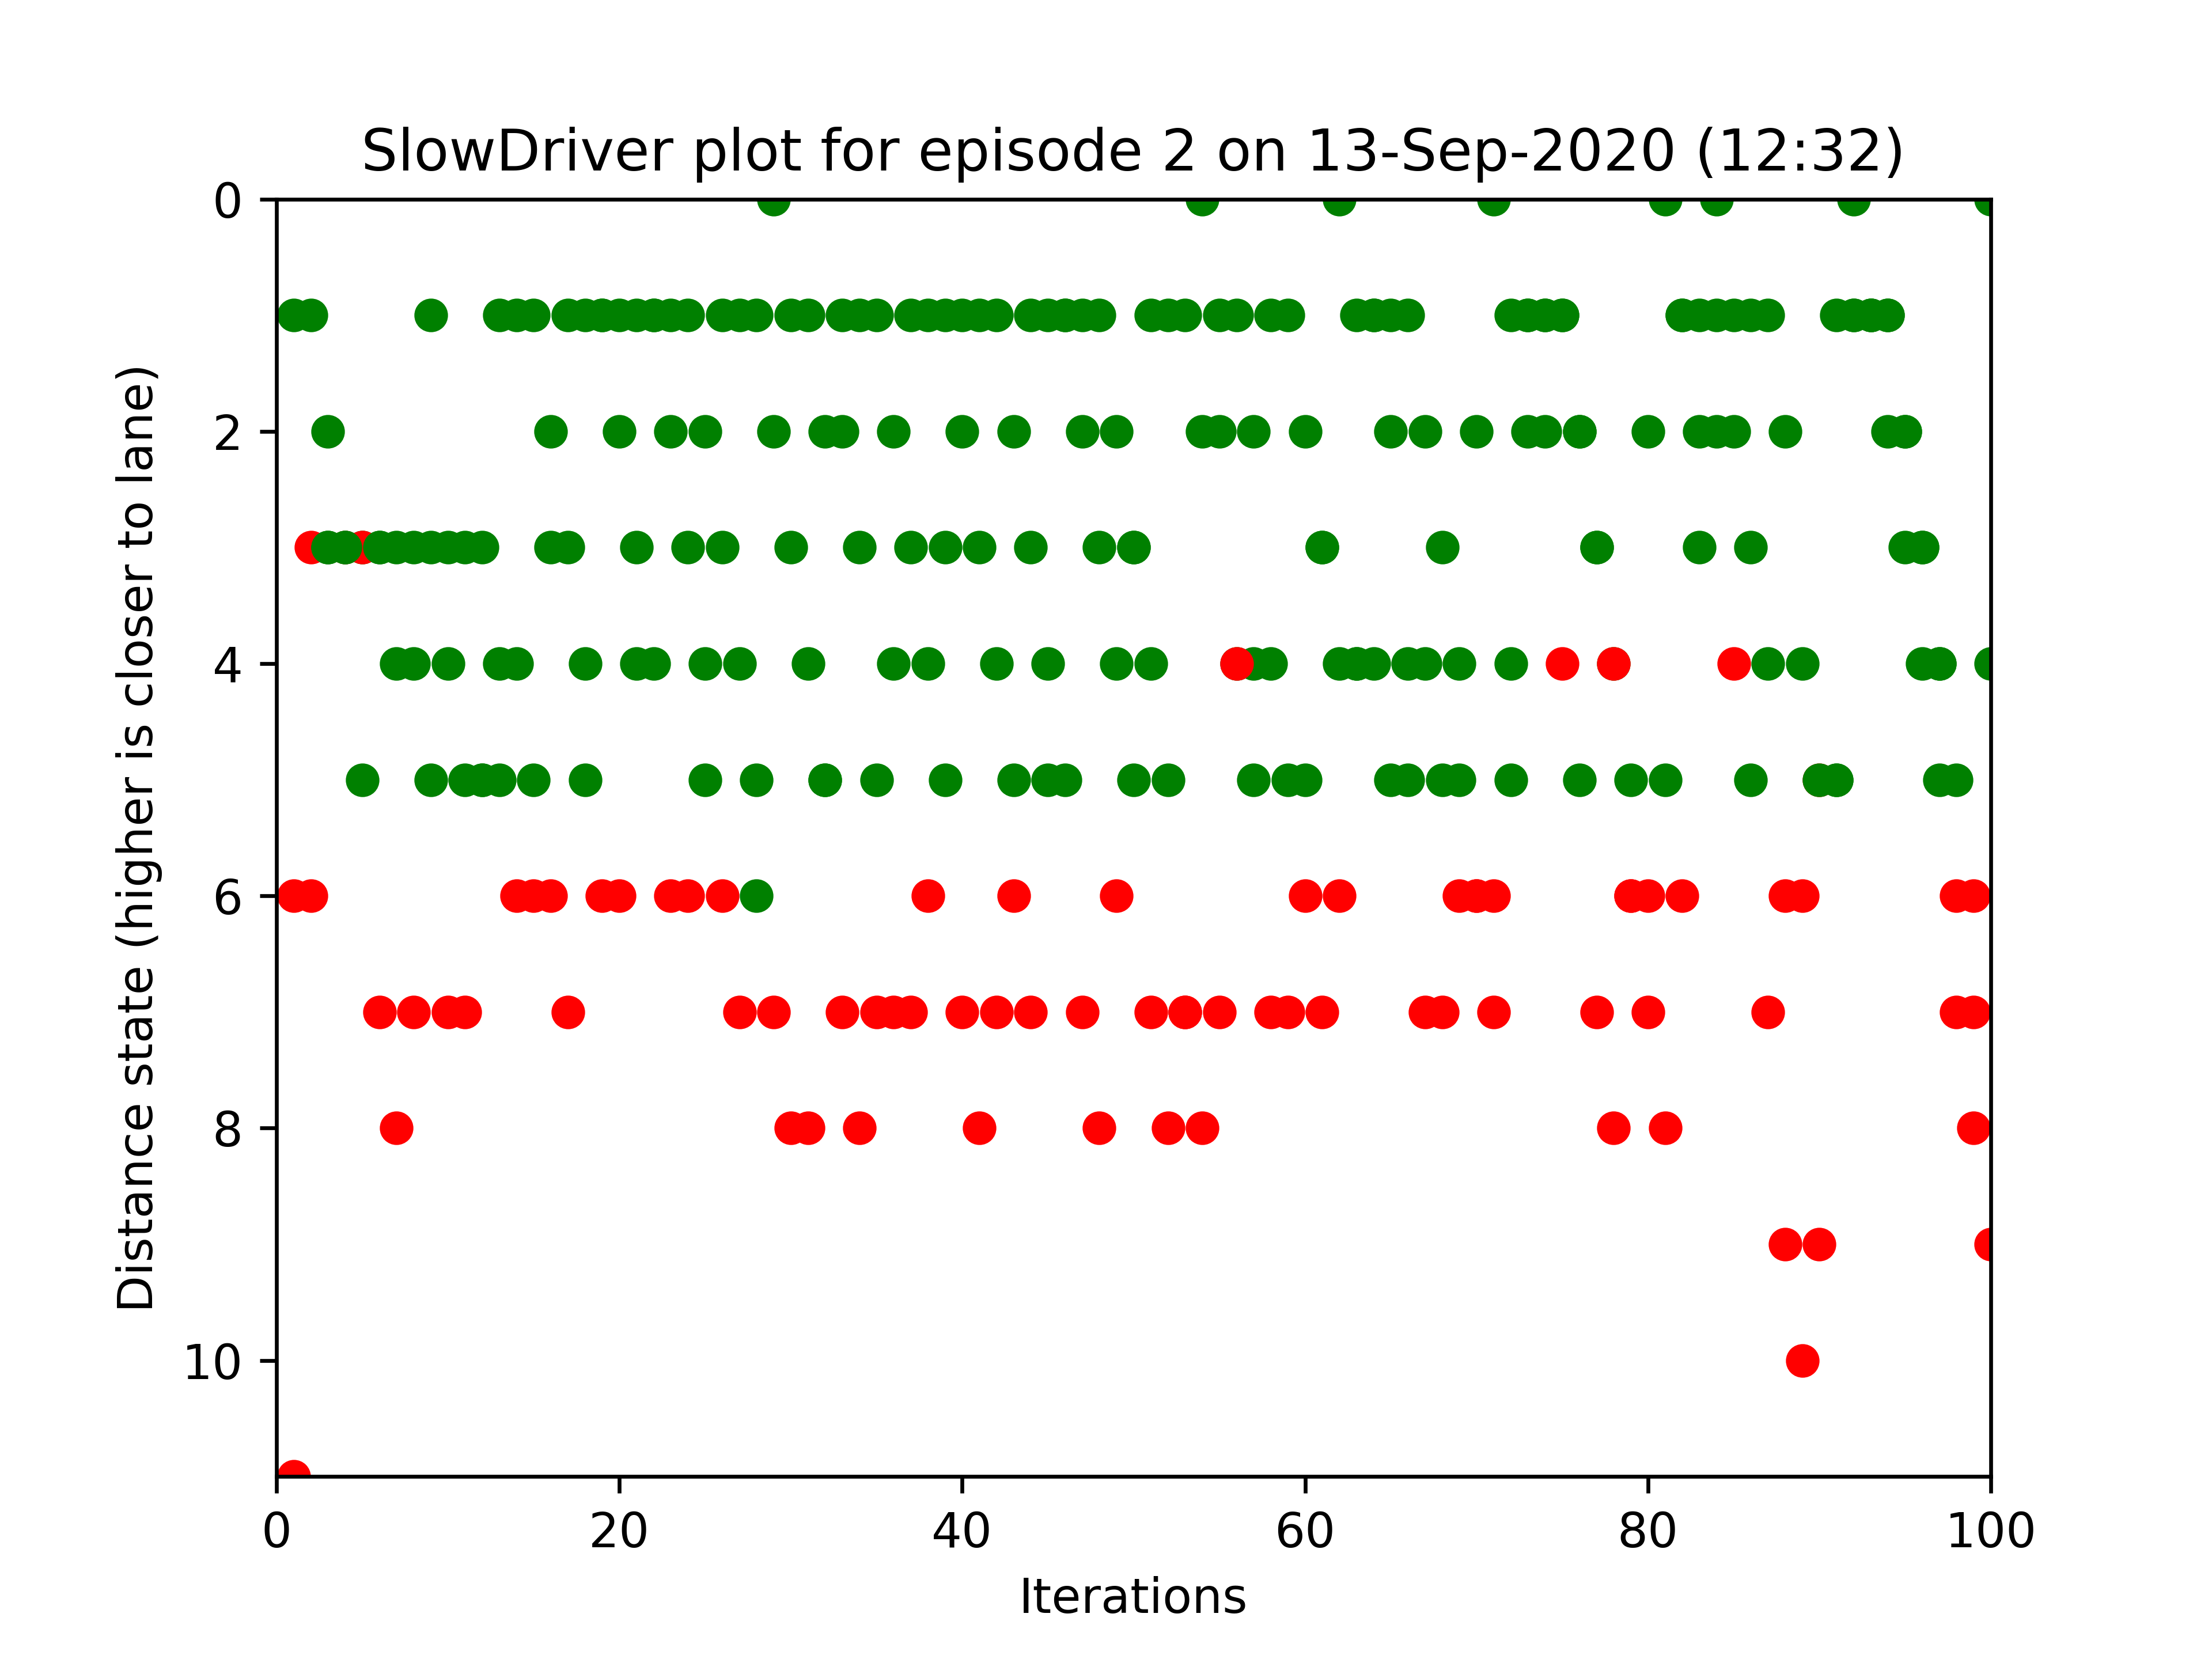 SlowDriver plot for episode 2 on 13-Sep-2020 (12:32)
Distance state (higher is closer to lane)
0
2
4
6
8
10
0 20 40 60 80 100
Iterations